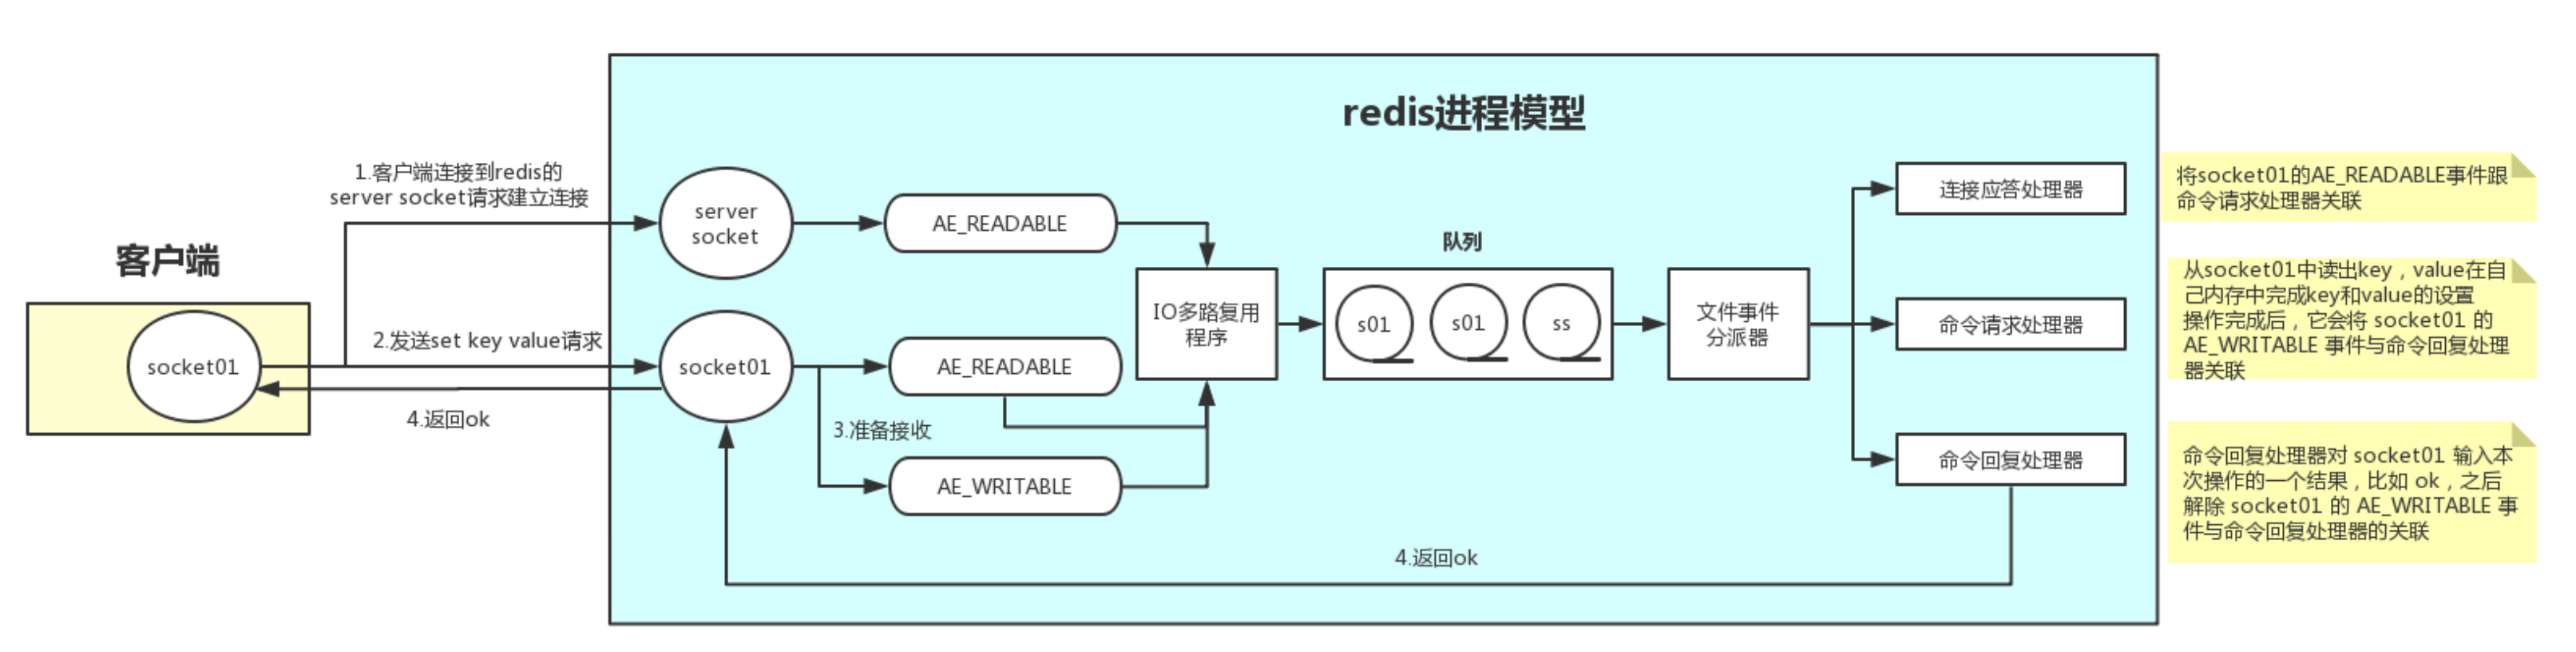 redis进程模型
1.客户端连接到redis的
server socket请求建立连接
客户端
socket01
2.发送set key value请求
4.返回ok
server
socket
AE_READABLE
socket01
AE_READABLE
3.准备接收
AE_WRITABLE
IO多路复用
程序
队列
s01
s01
ss
文件事件
分派器
连接应答处理器
命令请求处理器
命令回复处理器
4.返回ok
将socket01的AE_READABLE事件跟
命令请求处理器关联
从socket01中读出key，value在自
己内存中完成key和value的设置
操作完成后，它会将 socket01 的
AE_WRITABLE 事件与命令回复处理
器关联
命令回复处理器对 socket01 输入本
次操作的一个结果，比如 ok，之后
解除 socket01 的 AE_WRITABLE 事
件与命令回复处理器的关联